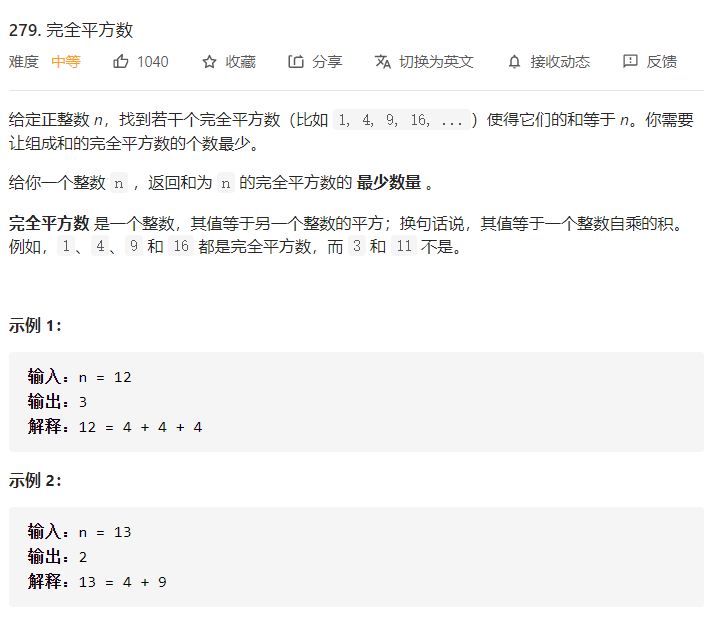 279. 完全平方数
难度 中等 1040 收藏 分享 切换为英文 接收动态 反馈
给定正整数 n，找到若干个完全平方数（比如 1, 4, 9, 16, ...）使得它们的和等于 n。你需要
让组成和的完全平方数的个数最少。
给你一个整数 n ，返回和为 n 的完全平方数的 最少数量 。
完全平方数 是一个整数，其值等于另一个整数的平方；换句话说，其值等于一个整数自乘的积。
例如，1、4、9 和 16 都是完全平方数，而 3 和 11 不是。
示例 1：
输入：n = 12
输出：3
解释：12 = 4 + 4 + 4
示例 2：
输入：n = 13
输出：2
解释：13 = 4 + 9